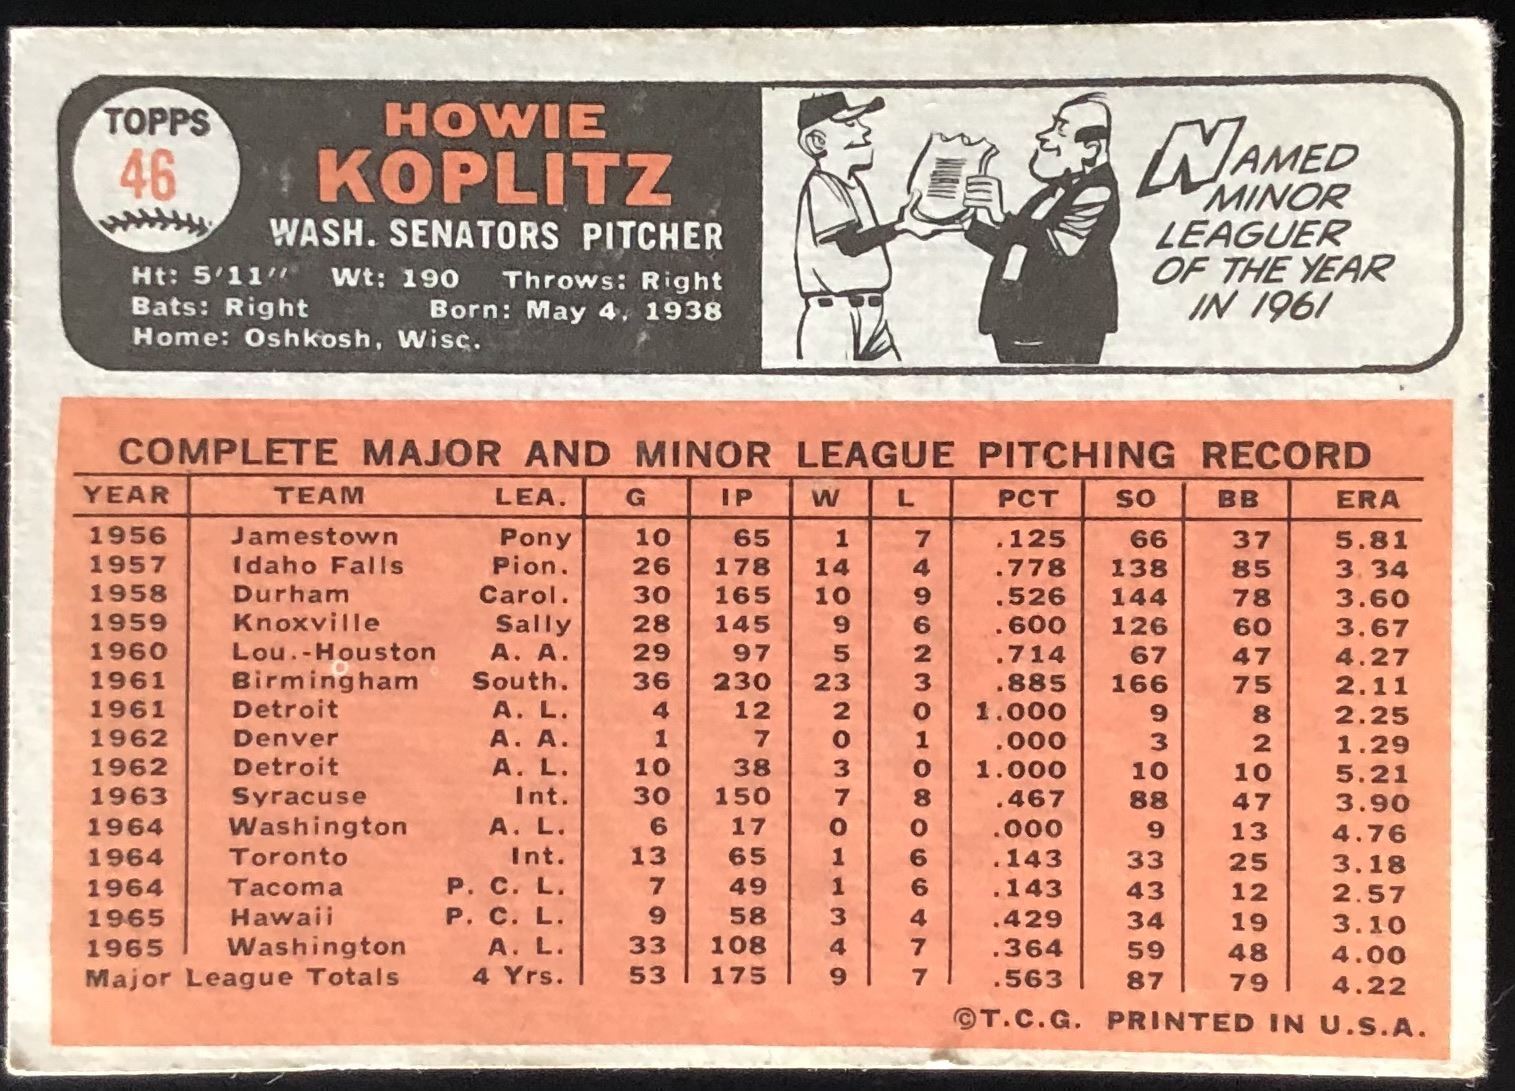 TOPPS
46
HOWIE
KOPLITZ
WASH. SENATORS PITCHER
Ht: 5'11" Wt: 190 Throws: Right
Bats: Right Born: May 4, 1938
Home: Oshkosh, Wisc.
NAMED
MINOR
LEAGUER
OF THE YEAR
IN 1961
COMPLETE MAJOR AND MINOR LEAGUE PITCHING RECORD
YEAR TEAM LEA. G IP W L PCT SO BB ERA
1956 Jamestown Pony 10 65 1 7 .125 66 37 5.81
1957 Idaho Falls Pion. 26 178 14 4 .778 138 85 3.34
1958 Durham Carol. 30 165 10 9 .526 144 78 3.60
1959 Knoxville Sally 28 145 9 6 .600 126 60 3.67
1960 Lou.-Houston A. A. 29 97 5 2 .714 67 47 4.27
1961 Birmingham South. 36 230 23 3 .885 166 75 2.11
1961 Detroit A. L. 4 12 2 0 1.000 9 8 2.25
1962 Denver A. A. 1 7 0 1 .000 3 2 1.29
1962 Detroit A. L. 10 38 3 0 1.000 10 10 5.21
1963 Syracuse Int. 30 150 7 8 .467 88 47 3.90
1964 Washington A. L. 6 17 0 0 .000 9 13 4.76
1964 Toronto Int. 13 65 1 6 .143 33 25 3.18
1964 Tacoma P. C. L. 7 49 1 6 .143 43 12 2.57
1965 Hawaii P. C. L. 9 58 3 4 .429 34 19 3.10
1965 Washington A. L. 33 108 4 7 .364 59 48 4.00
Major League Totals 4 Yrs. 53 175 9 7 .563 87 79 4.22
©T.C.G. PRINTED IN U.S.A.